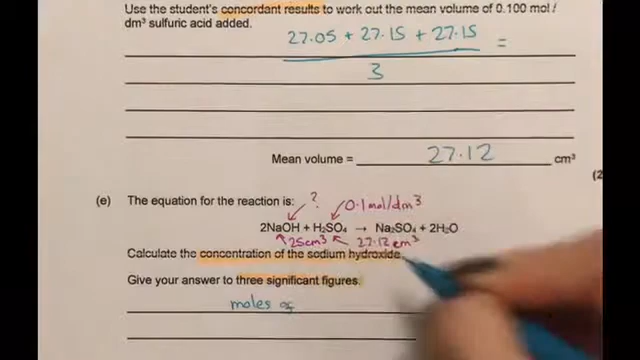 Use the student's concordant results to work out the mean volume of 0.100 mol /
dm³ sulfuric acid added.
27.05 + 27.15 + 27.15 =
3
Mean volume = 27.12 cm³
(2
(e) The equation for the reaction is: ? 0.1mol/dm³
2NaOH + H₂SO₄ → Na₂SO₄ + 2H₂O
25cm³ 27.12 cm³
Calculate the concentration of the sodium hydroxide.
Give your answer to three significant figures.
moles of